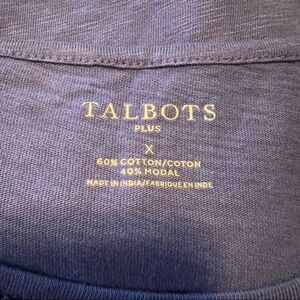 TALBOTS
PLUS
X
60% COTTON/COTON
40% MODAL
MADE IN INDIA/FABRIQUÉ EN INDE